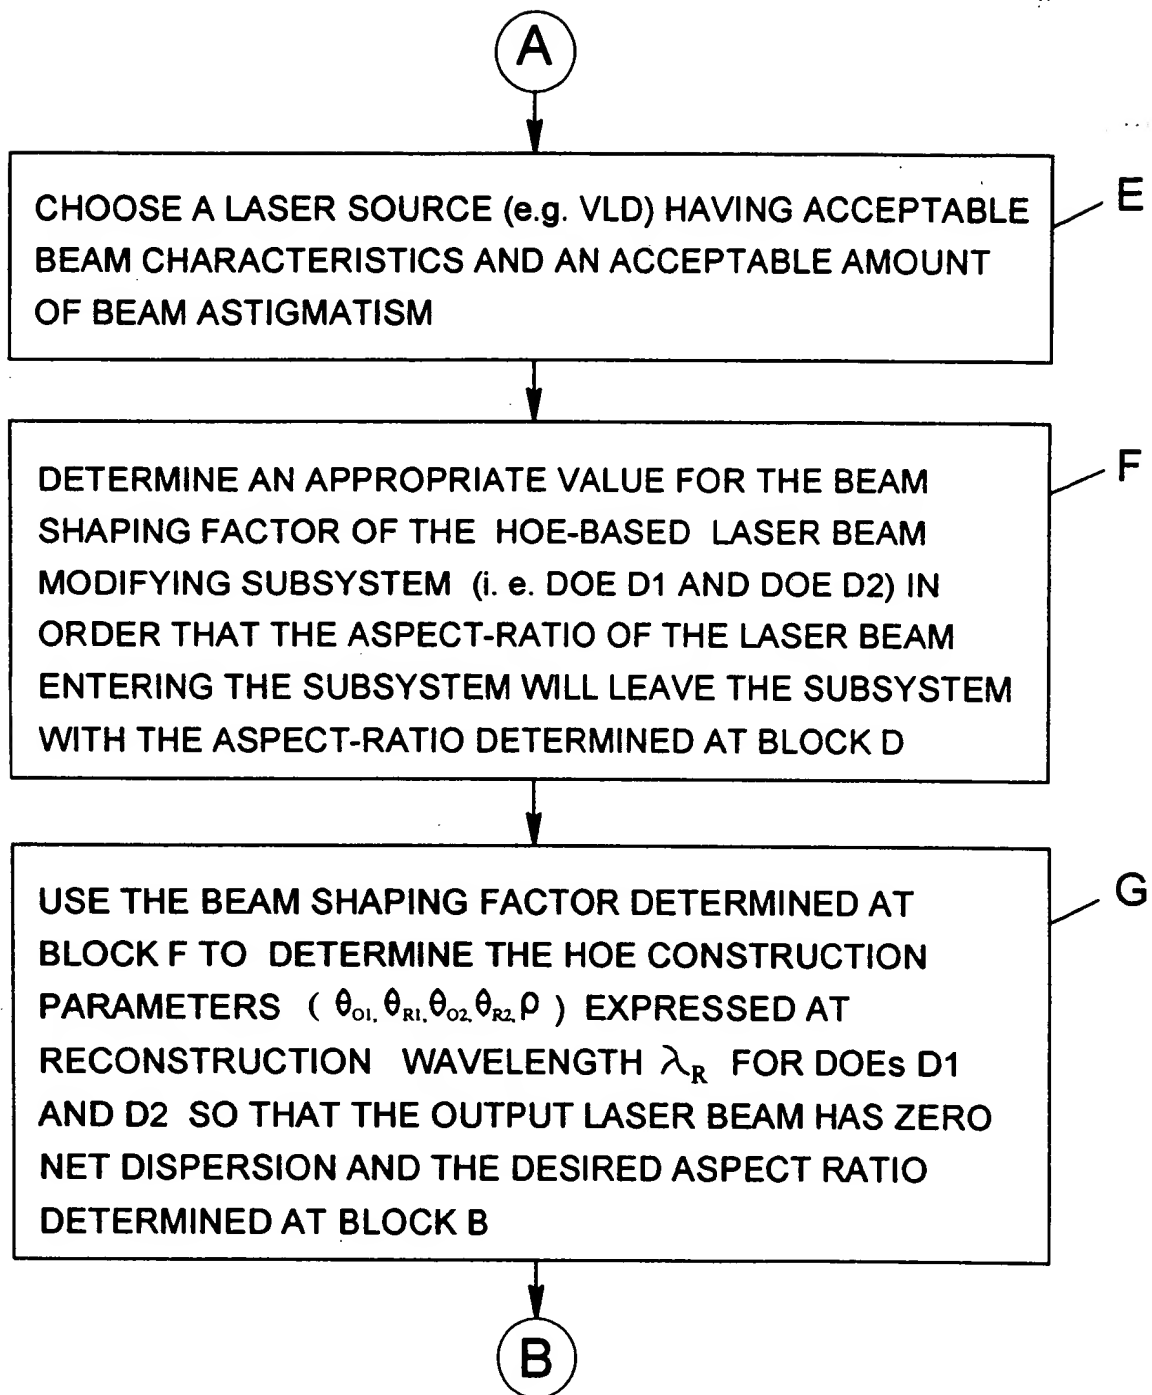 A
CHOOSE A LASER SOURCE (e.g. VLD) HAVING ACCEPTABLE
BEAM CHARACTERISTICS AND AN ACCEPTABLE AMOUNT
OF BEAM ASTIGMATISM
E
DETERMINE AN APPROPRIATE VALUE FOR THE BEAM
SHAPING FACTOR OF THE HOE-BASED LASER BEAM
MODIFYING SUBSYSTEM (i. e. DOE D1 AND DOE D2) IN
ORDER THAT THE ASPECT-RATIO OF THE LASER BEAM
ENTERING THE SUBSYSTEM WILL LEAVE THE SUBSYSTEM
WITH THE ASPECT-RATIO DETERMINED AT BLOCK D
F
USE THE BEAM SHAPING FACTOR DETERMINED AT
BLOCK F TO DETERMINE THE HOE CONSTRUCTION
PARAMETERS ( θO1, θR1, θO2, θR2, ρ ) EXPRESSED AT
RECONSTRUCTION WAVELENGTH λR FOR DOEs D1
AND D2 SO THAT THE OUTPUT LASER BEAM HAS ZERO
NET DISPERSION AND THE DESIRED ASPECT RATIO
DETERMINED AT BLOCK B
G
B